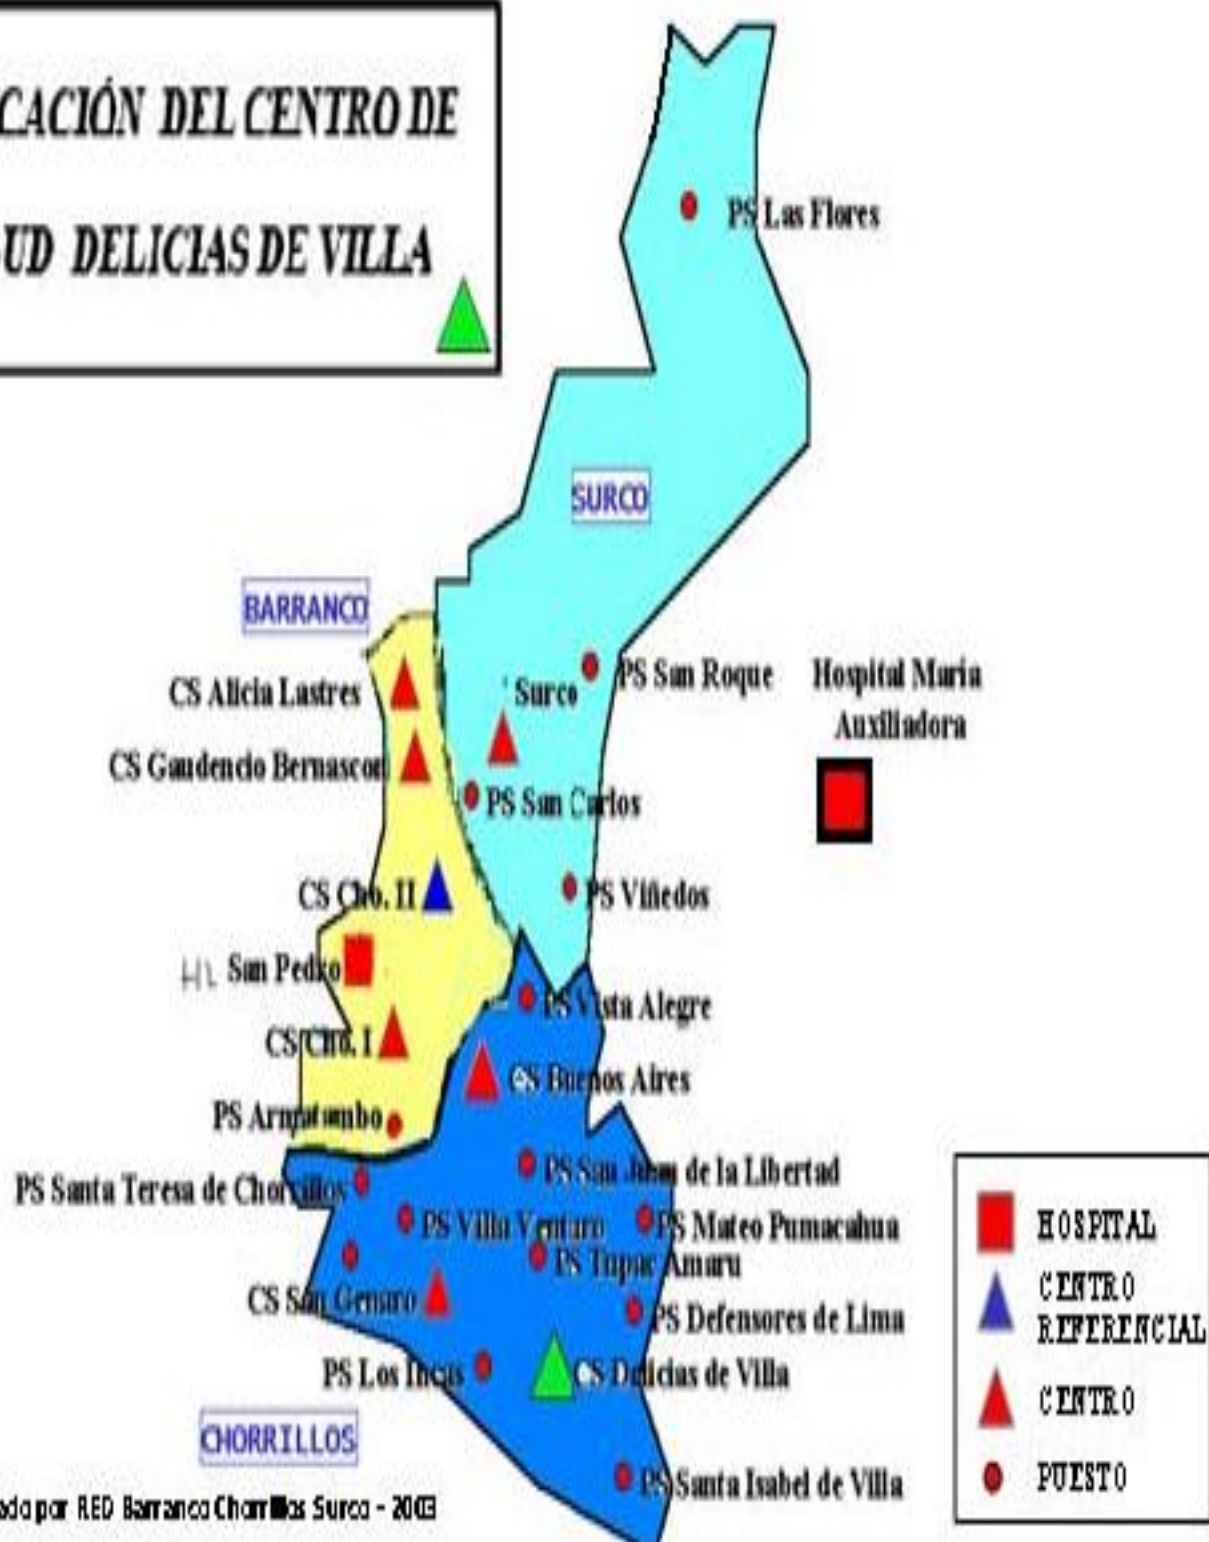 CACIÓN DEL CENTRO DE
UD DELICIAS DE VILLA
PS Las Flores
SURCO
BARRANCO
CS Alicia Lastres
Surco
PS San Roque
Hospital Maria
Auxiliadora
CS Gaudencio Bernascon
PS San Carlos
CS Cho. II
PS Viñedos
H1 San Pedro
PS Vista Alegre
CS Cho. I
CS Buenos Aires
PS Armatambo
PS Santa Teresa de Chorrillos
PS San Juan de la Libertad
PS Villa Venturo
PS Mateo Pumacahua
PS Tupac Amaru
CS San Genaro
PS Defensores de Lima
PS Los Incas
CS Delicias de Villa
CHORRILLOS
PS Santa Isabel de Villa
ado por RED Barranco Chorrillos Surco - 2003
HOSPITAL
CENTRO
REFERENCIAL
CENTRO
PUESTO